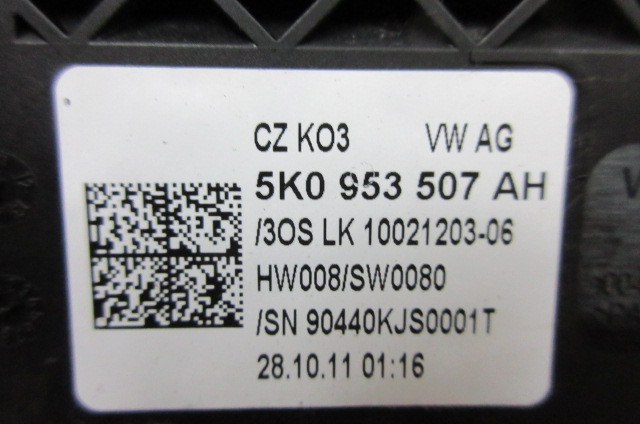 CZ KO3 VW AG
5K0 953 507 AH
/3OS LK 10021203-06
HW008/SW0080
/SN 90440KJS0001T
28.10.11 01:16